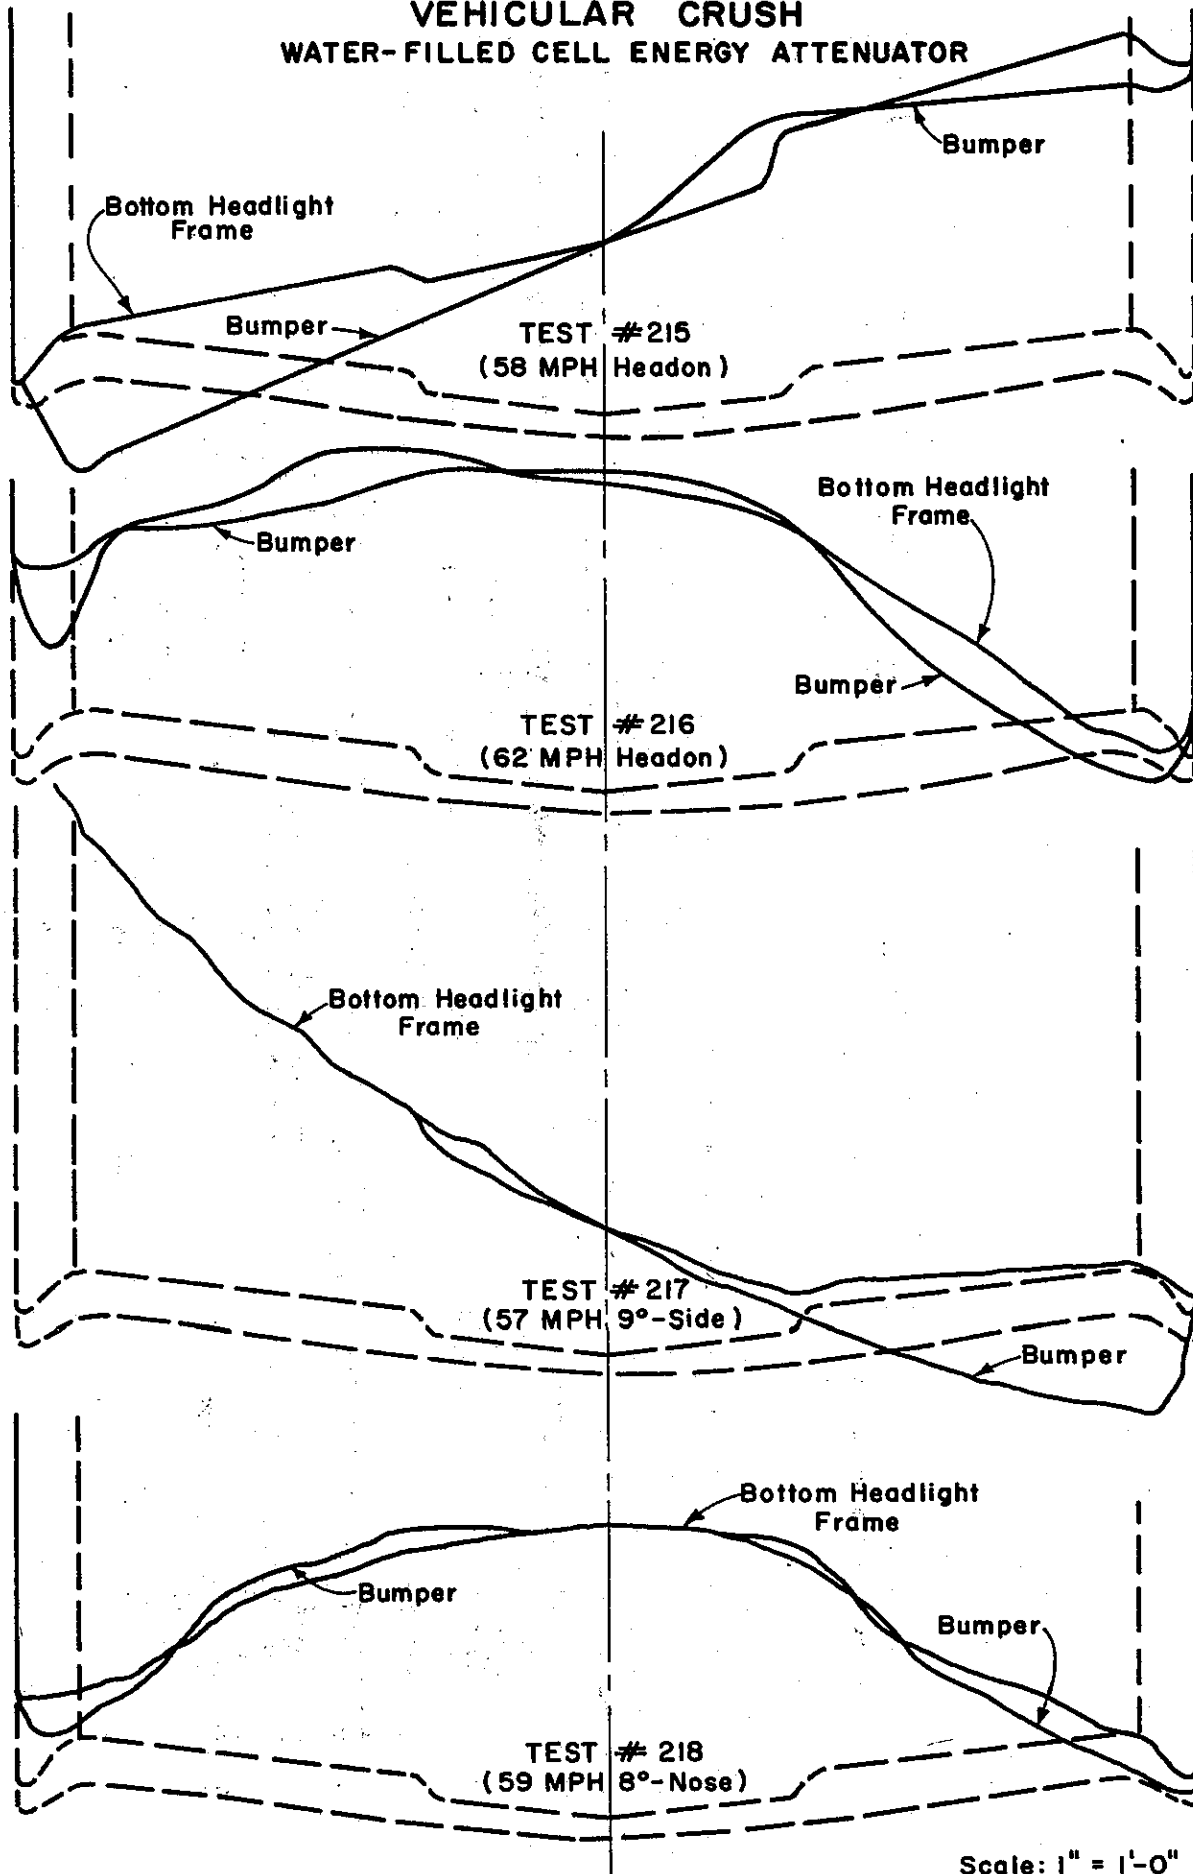 VEHICULAR CRUSH
WATER-FILLED CELL ENERGY ATTENUATOR
Bumper
Bottom Headlight
Frame
Bumper
TEST #215
(58 MPH Headon)
Bottom Headlight
Frame
Bumper
Bumper
TEST #216
(62 MPH Headon)
Bottom Headlight
Frame
TEST #217
(57 MPH 9°-Side)
Bumper
Bottom Headlight
Frame
Bumper
Bumper
TEST #218
(59 MPH 8°-Nose)
Scale: 1" = 1'-0"